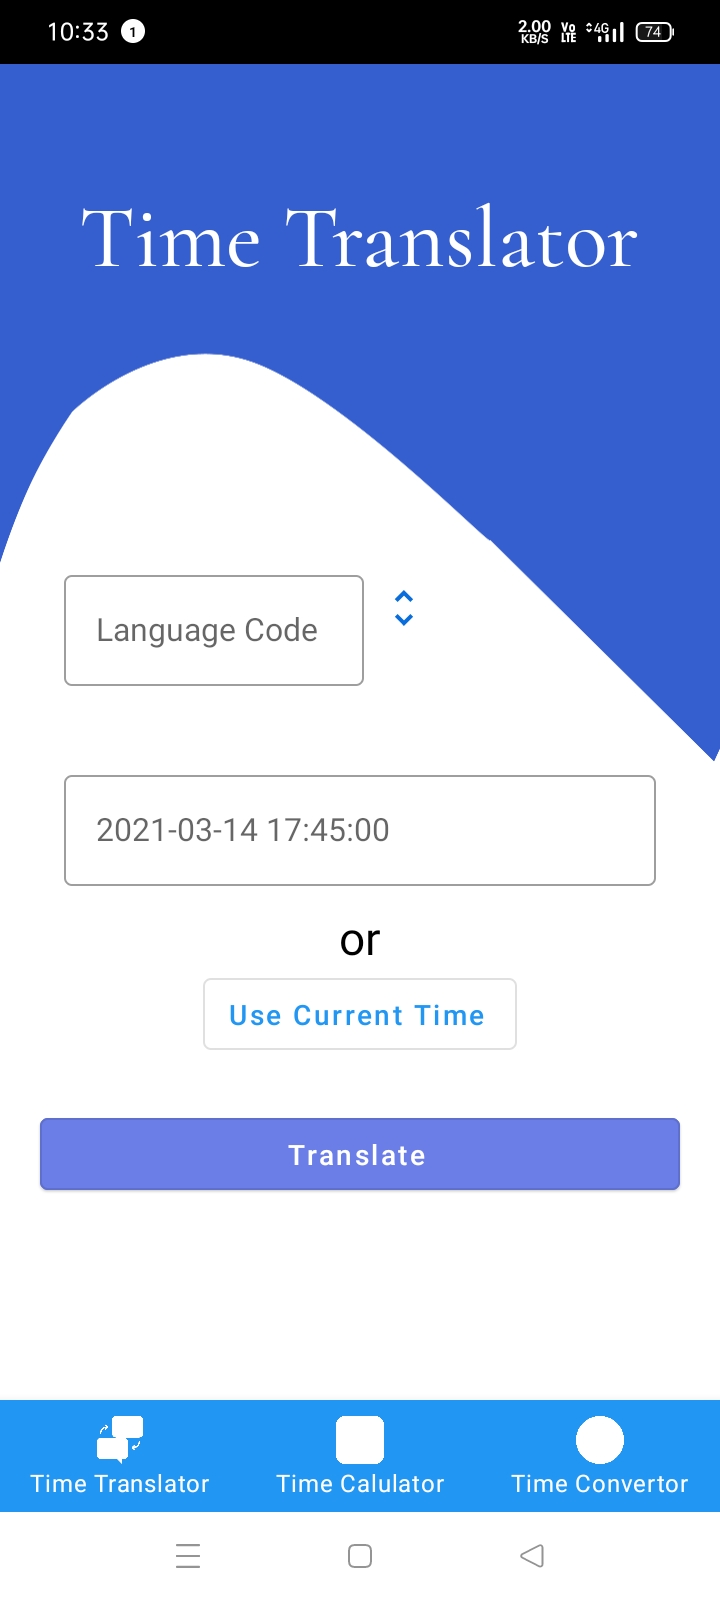 10:33 1 2.00 KB/S Vo LTE 4G 74
Time Translator
Language Code
2021-03-14 17:45:00
or
Use Current Time
Translate
Time Translator Time Calulator Time Convertor